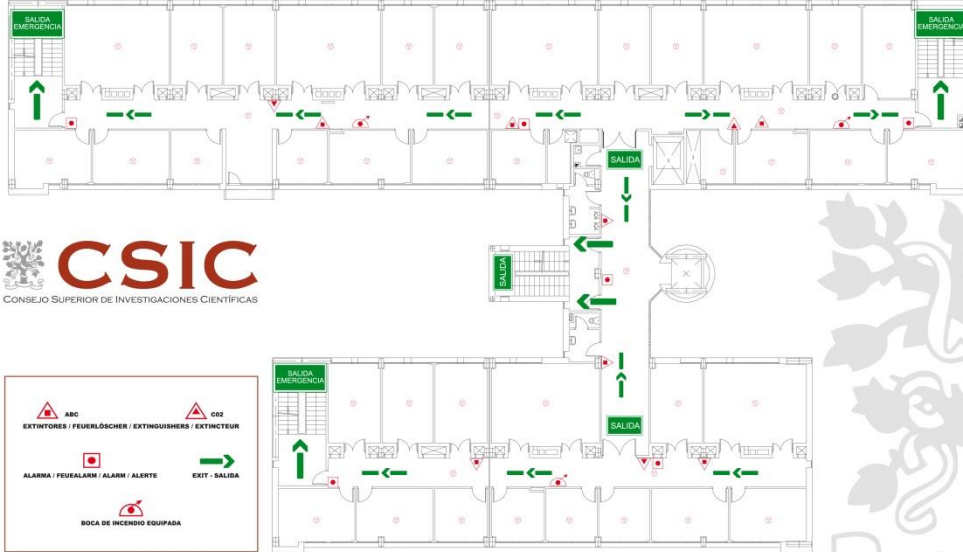 SALIDA
EMERGENCIA
SALIDA
EMERGENCIA
SALIDA
CSIC
CONSEJO SUPERIOR DE INVESTIGACIONES CIENTÍFICAS
SALIDA
SALIDA
EMERGENCIA
SALIDA
ABC
CO2
EXTINTORES / FEUERLÖSCHER / EXTINGUISHERS / EXTINCTEUR
ALARMA / FEUEALARM / ALARM / ALERTE
EXIT - SALIDA
BOCA DE INCENDIO EQUIPADA